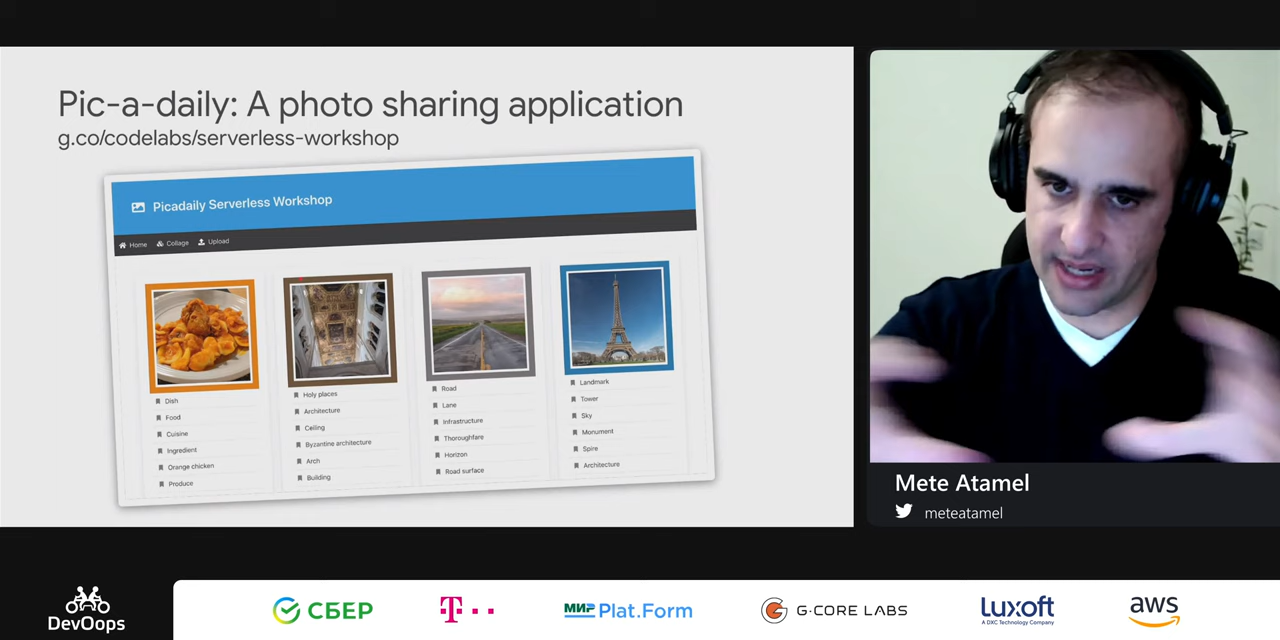 Pic-a-daily: A photo sharing application
g.co/codelabs/serverless-workshop
Picadaily Serverless Workshop
Home Collage Upload
Dish
Food
Cuisine
Ingredient
Orange chicken
Produce
Holy places
Architecture
Ceiling
Byzantine architecture
Arch
Building
Road
Lane
Infrastructure
Thoroughfare
Horizon
Road surface
Landmark
Tower
Sky
Monument
Spire
Architecture
Mete Atamel
meteatamel
DevOops
СБЕР
T
МИР Plat.Form
G·CORE LABS
luxoft
A DXC Technology Company
aws